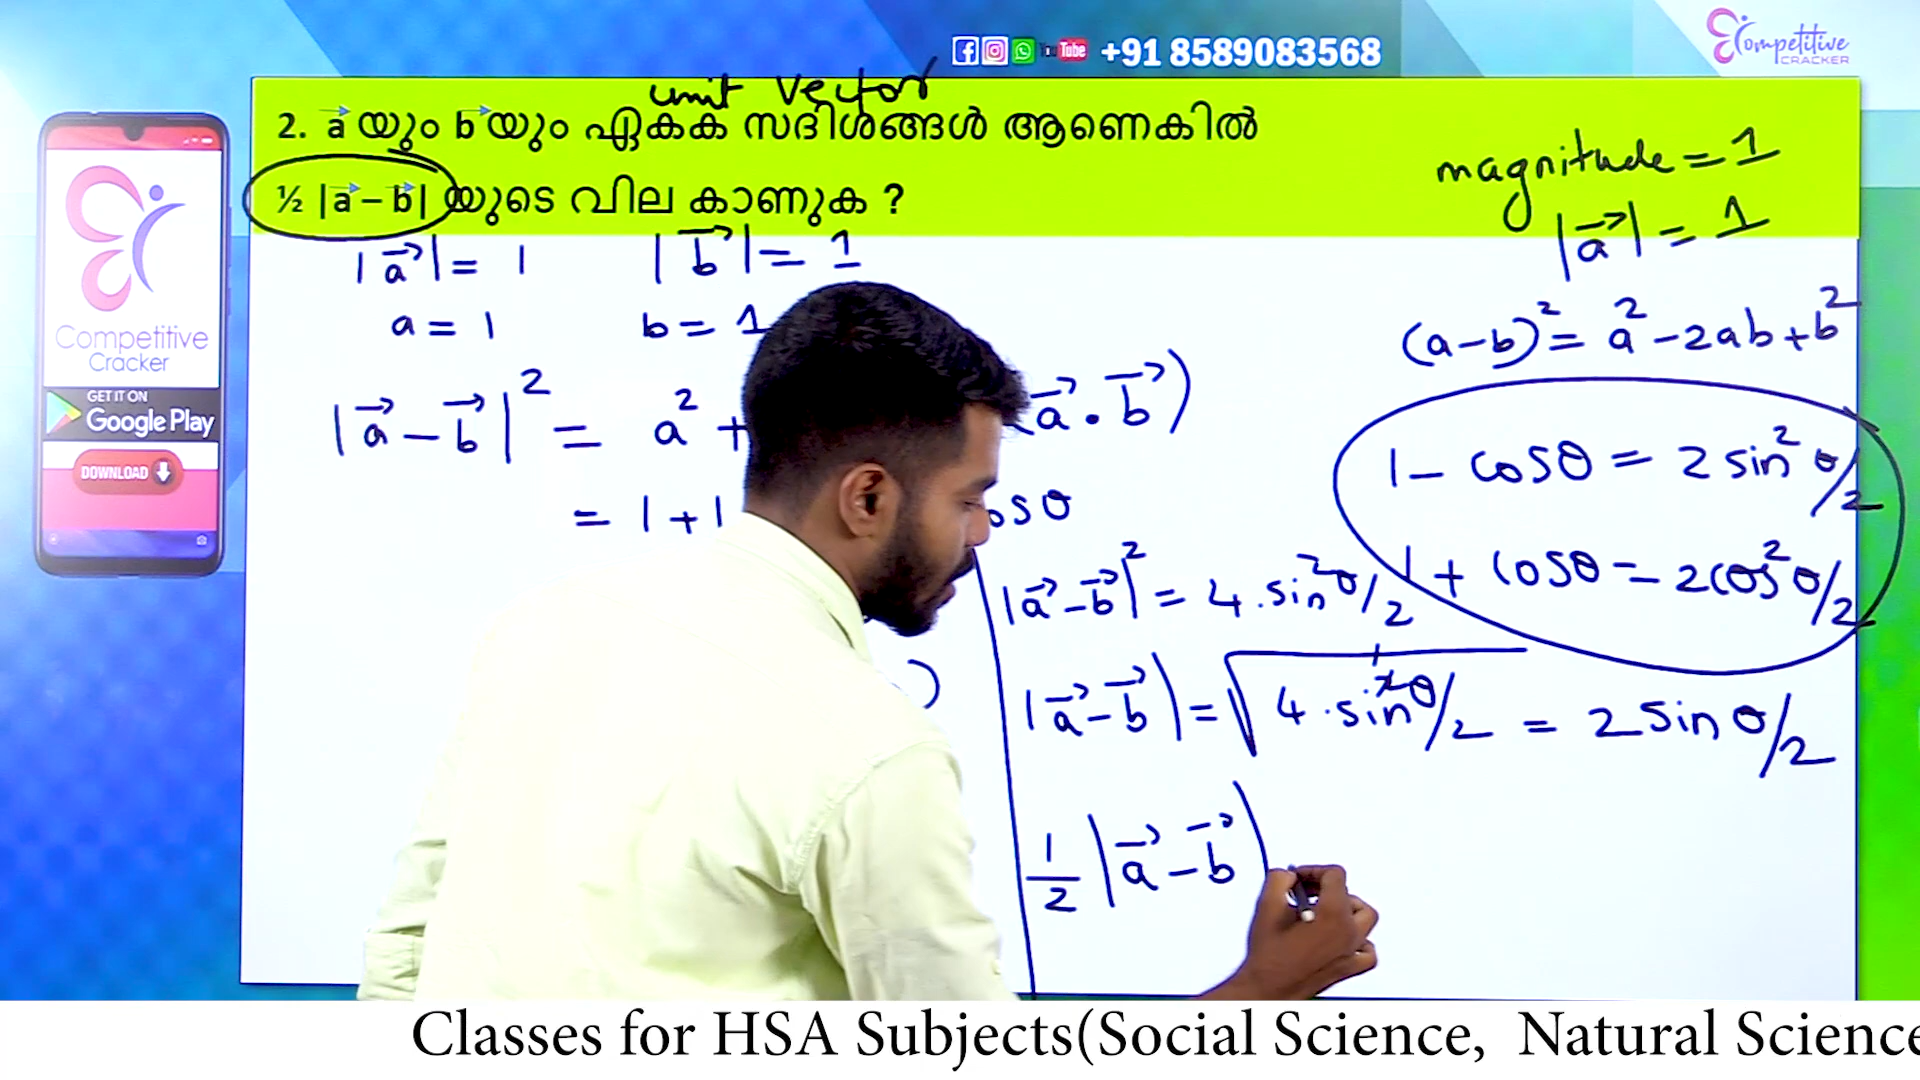 f YouTube +91 8589083568
Competitive
CRACKER
unit vector
2. a⃗ യും b⃗ യും ഏകക സദിശങ്ങൾ ആണെകിൽ
½ |a⃗ – b⃗| യുടെ വില കാണുക ?
magnitude = 1
|a⃗| = 1
|a⃗| = 1 |b⃗| = 1
a = 1 b = 1
(a-b)² = a² - 2ab + b²
|a⃗ - b⃗|² = a² + (a⃗ . b⃗)
= 1 + 1 cosθ
1 - cosθ = 2 sin² θ/2
1 + cosθ = 2cos² θ/2
|a⃗ - b⃗|² = 4 . sin² θ/2
|a⃗ - b⃗| = √4 . sin² θ/2 = 2 sin θ/2
1/2 |a⃗ - b⃗|
Competitive
Cracker
GET IT ON
Google Play
DOWNLOAD
Classes for HSA Subjects(Social Science, Natural Science